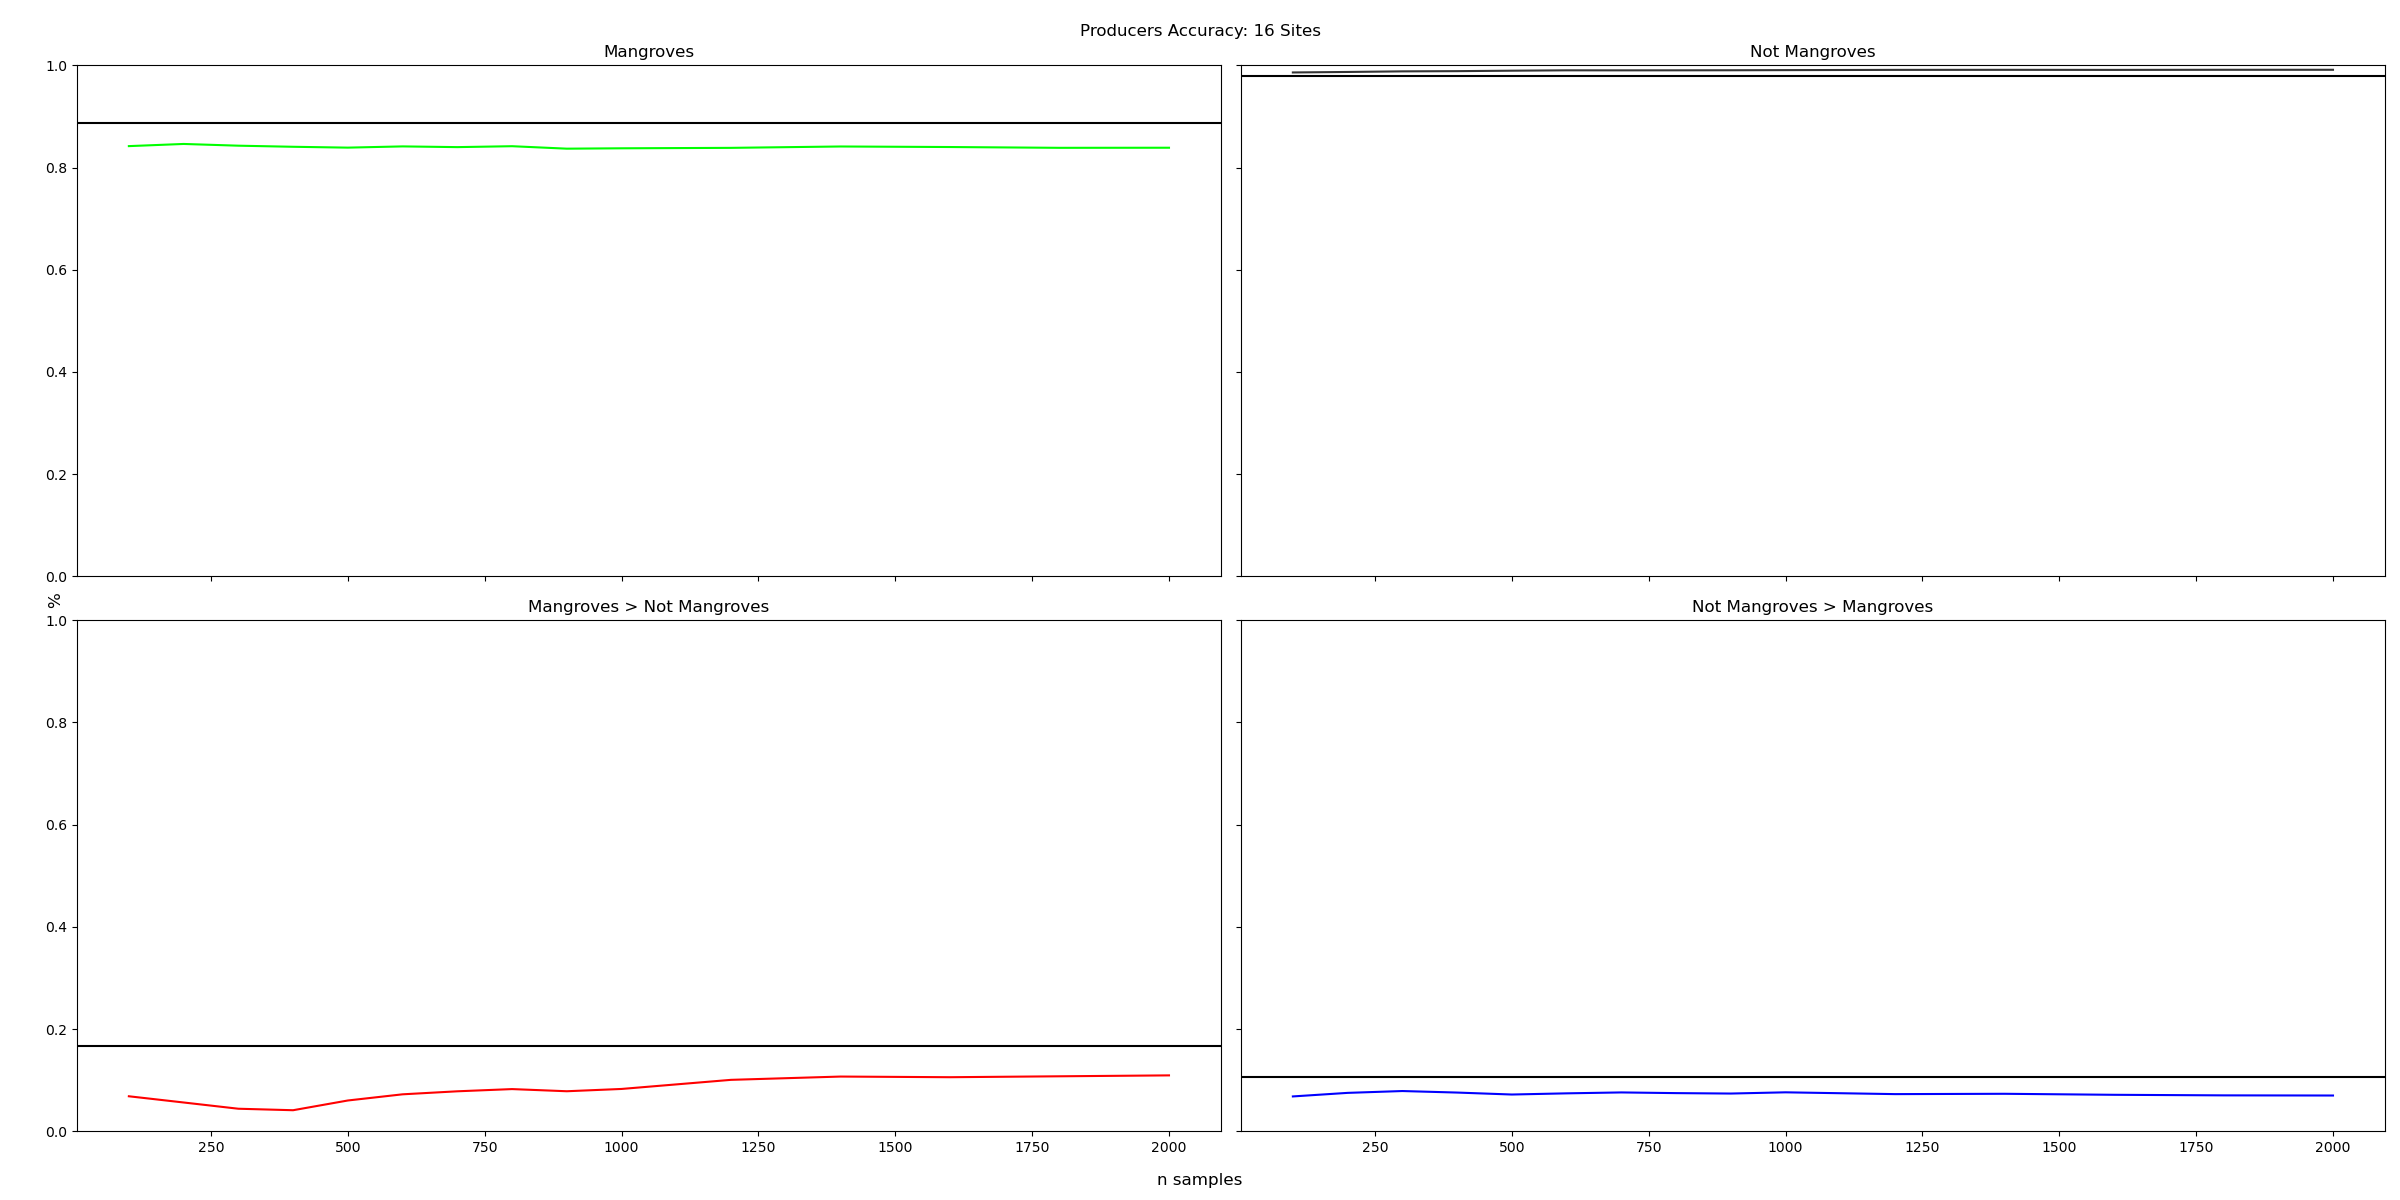 Producers Accuracy: 16 Sites
Mangroves
Not Mangroves
1.0
0.8
0.6
0.4
0.2
0.0
%
Mangroves > Not Mangroves
Not Mangroves > Mangroves
1.0
0.8
0.6
0.4
0.2
0.0
250 500 750 1000 1250 1500 1750 2000
250 500 750 1000 1250 1500 1750 2000
n samples